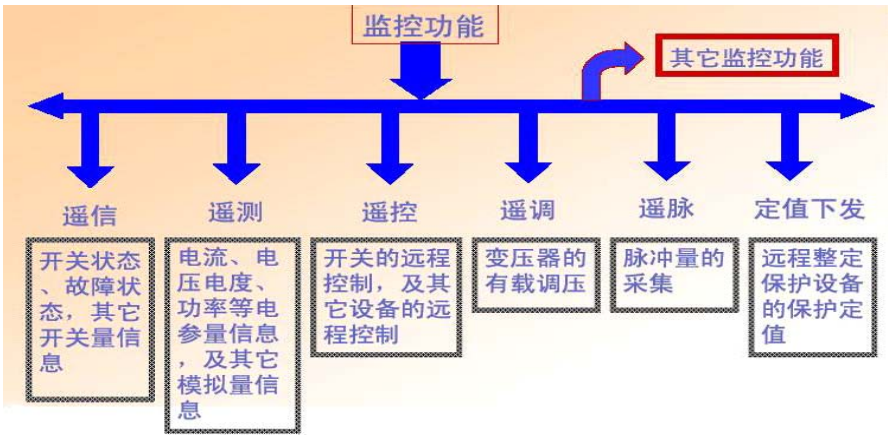 监控功能
其它监控功能
遥信
遥测
遥控
遥调
遥脉
定值下发
开关状态
、故障状
态，其它
开关量信
息
电流、电
压电度、
功率等电
参量信息
，及其它
模拟量信
息
开关的远程
控制，及其
它设备的远
程控制
变压器的
有载调压
脉冲量的
采集
远程整定
保护设备
的保护定
值